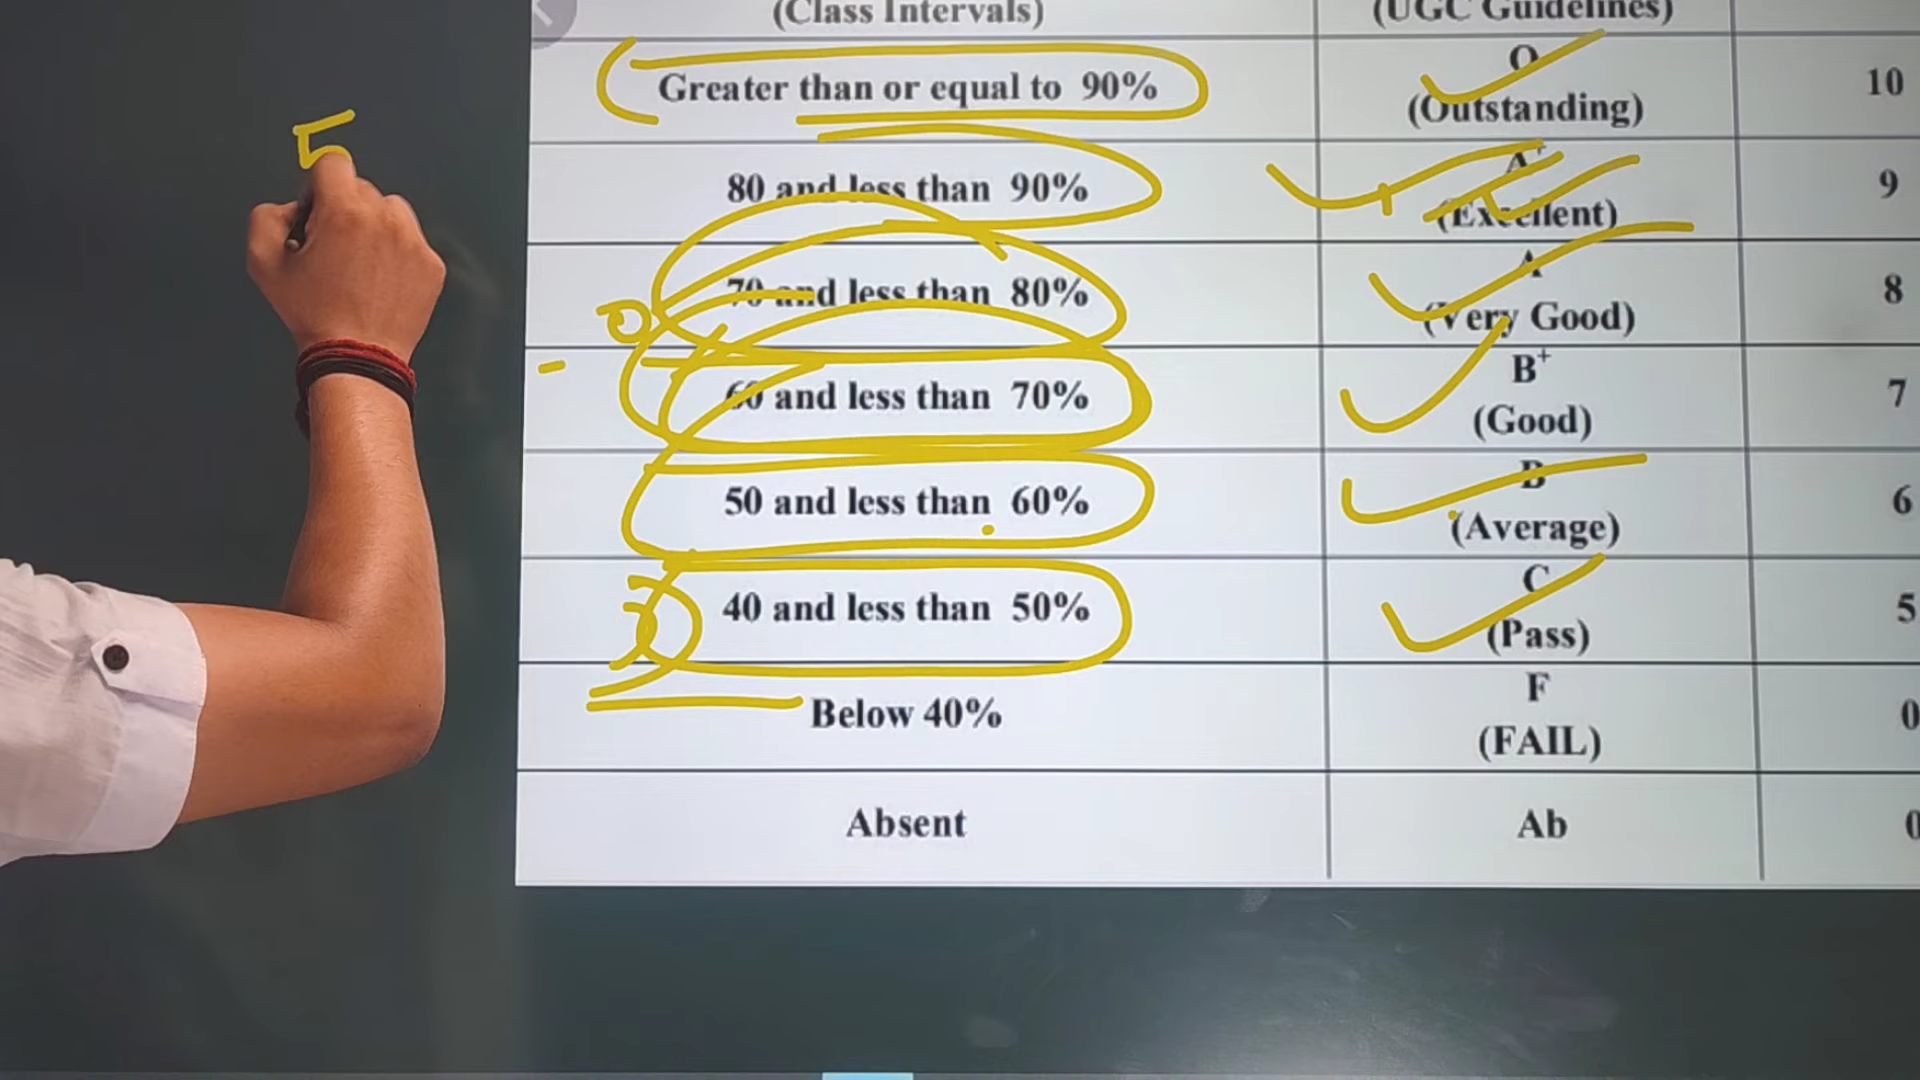 (Class Intervals) (UGC Guidelines)
5
Greater than or equal to 90% O 10
(Outstanding)
80 and less than 90% A+ 9
(Excellent)
70 and less than 80% A 8
(Very Good)
60 and less than 70% B+ 7
(Good)
50 and less than 60% B 6
(Average)
40 and less than 50% C 5
(Pass)
Below 40% F 0
(FAIL)
Absent Ab 0